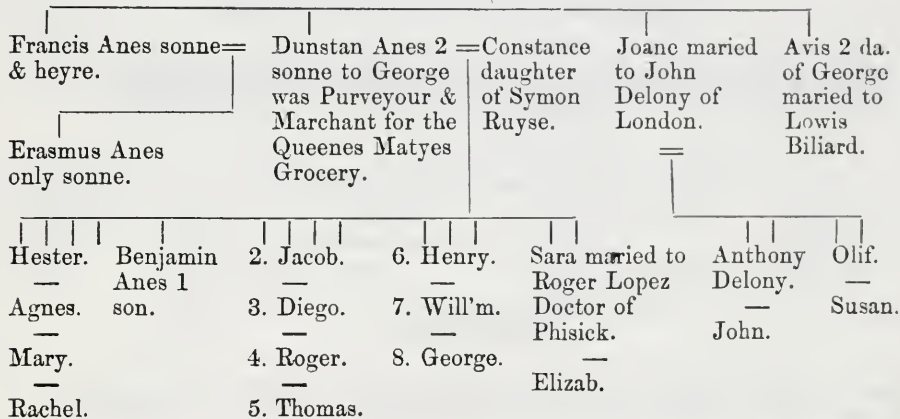 Francis Anes sonne
& heyre.
Dunstan Anes 2
sonne to George
was Purveyour &
Marchant for the
Queenes Matyes
Grocery.
Constance
daughter
of Symon
Ruyse.
Joane maried
to John
Delony of
London.
Avis 2 da.
of George
maried to
Lowis
Biliard.
Erasmus Anes
only sonne.
Hester.
Agnes.
Mary.
Rachel.
Benjamin
Anes 1
son.
2. Jacob.
3. Diego.
4. Roger.
5. Thomas.
6. Henry.
7. Will'm.
8. George.
Sara maried to
Roger Lopez
Doctor of
Phisick.
Elizab.
Anthony
Delony.
John.
Olif.
Susan.